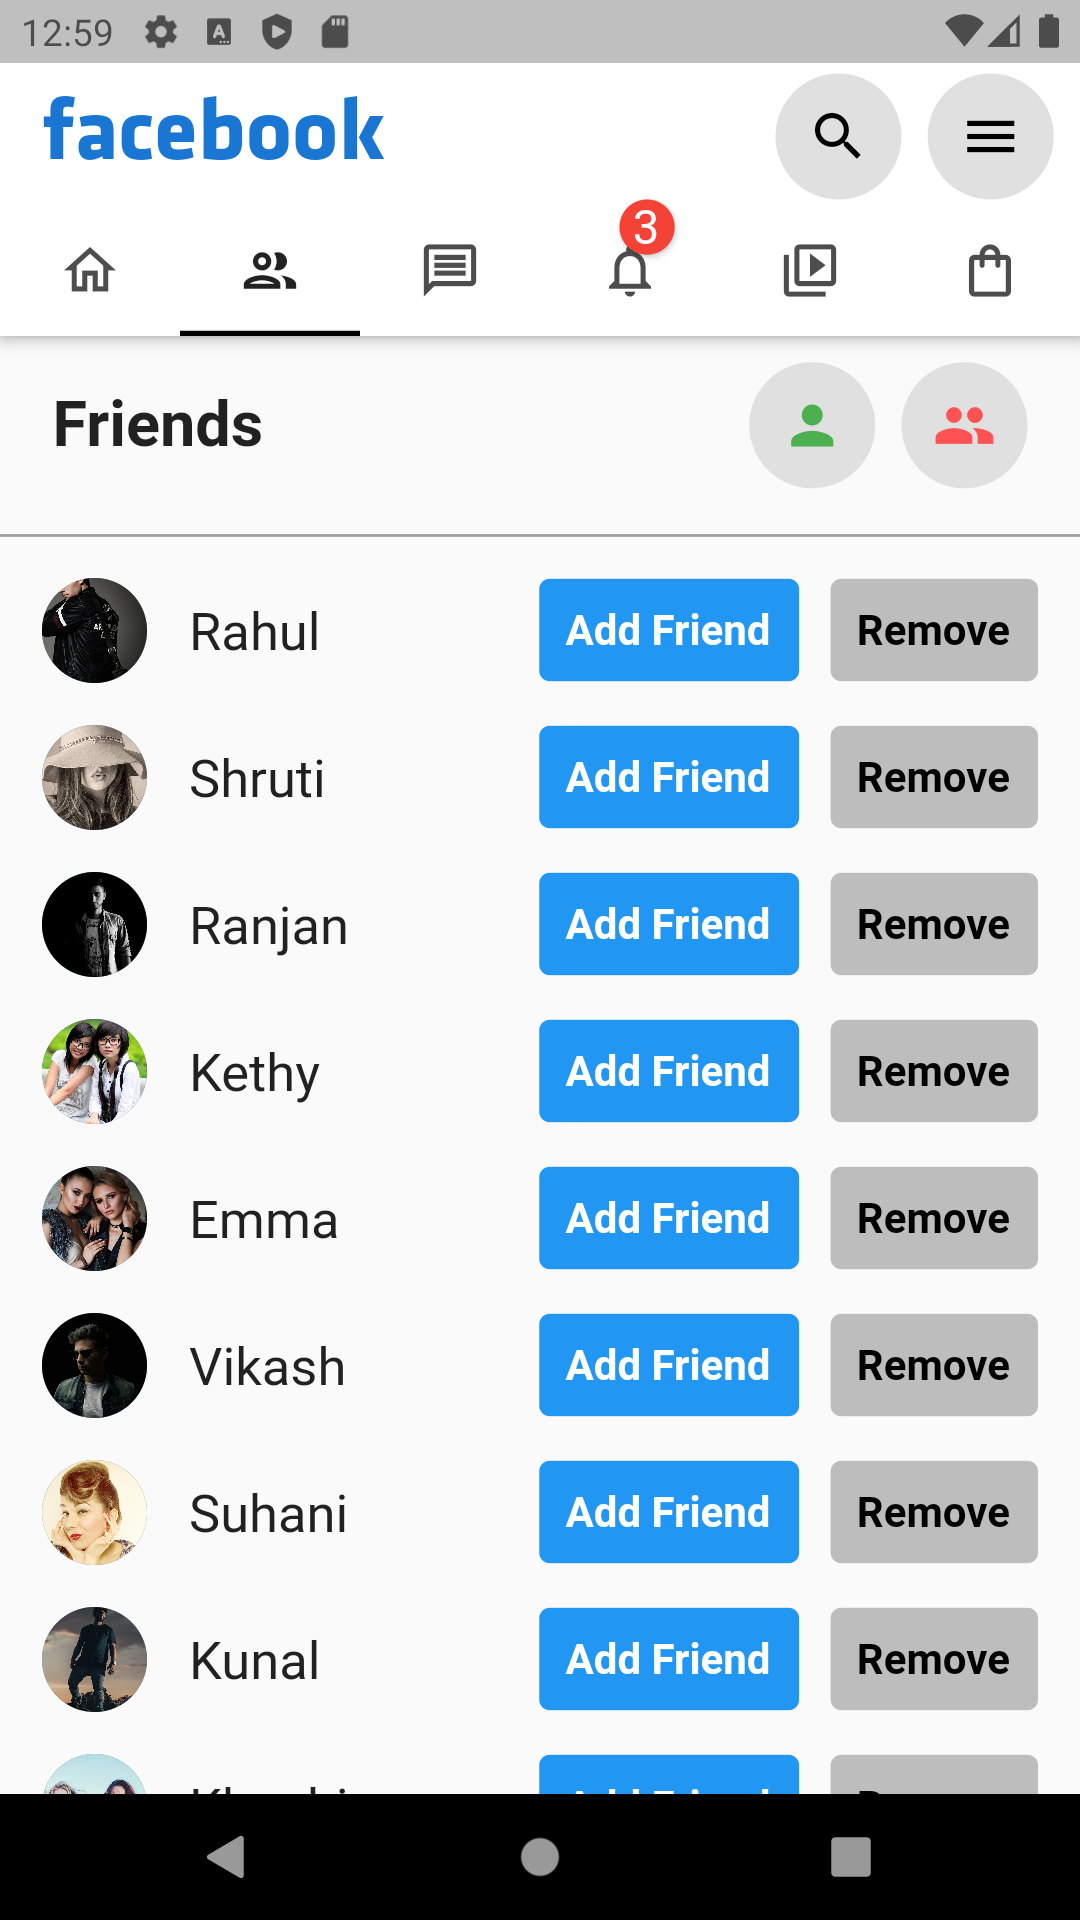 12:59
facebook
3
Friends
Rahul Add Friend Remove
Shruti Add Friend Remove
Ranjan Add Friend Remove
Kethy Add Friend Remove
Emma Add Friend Remove
Vikash Add Friend Remove
Suhani Add Friend Remove
Kunal Add Friend Remove